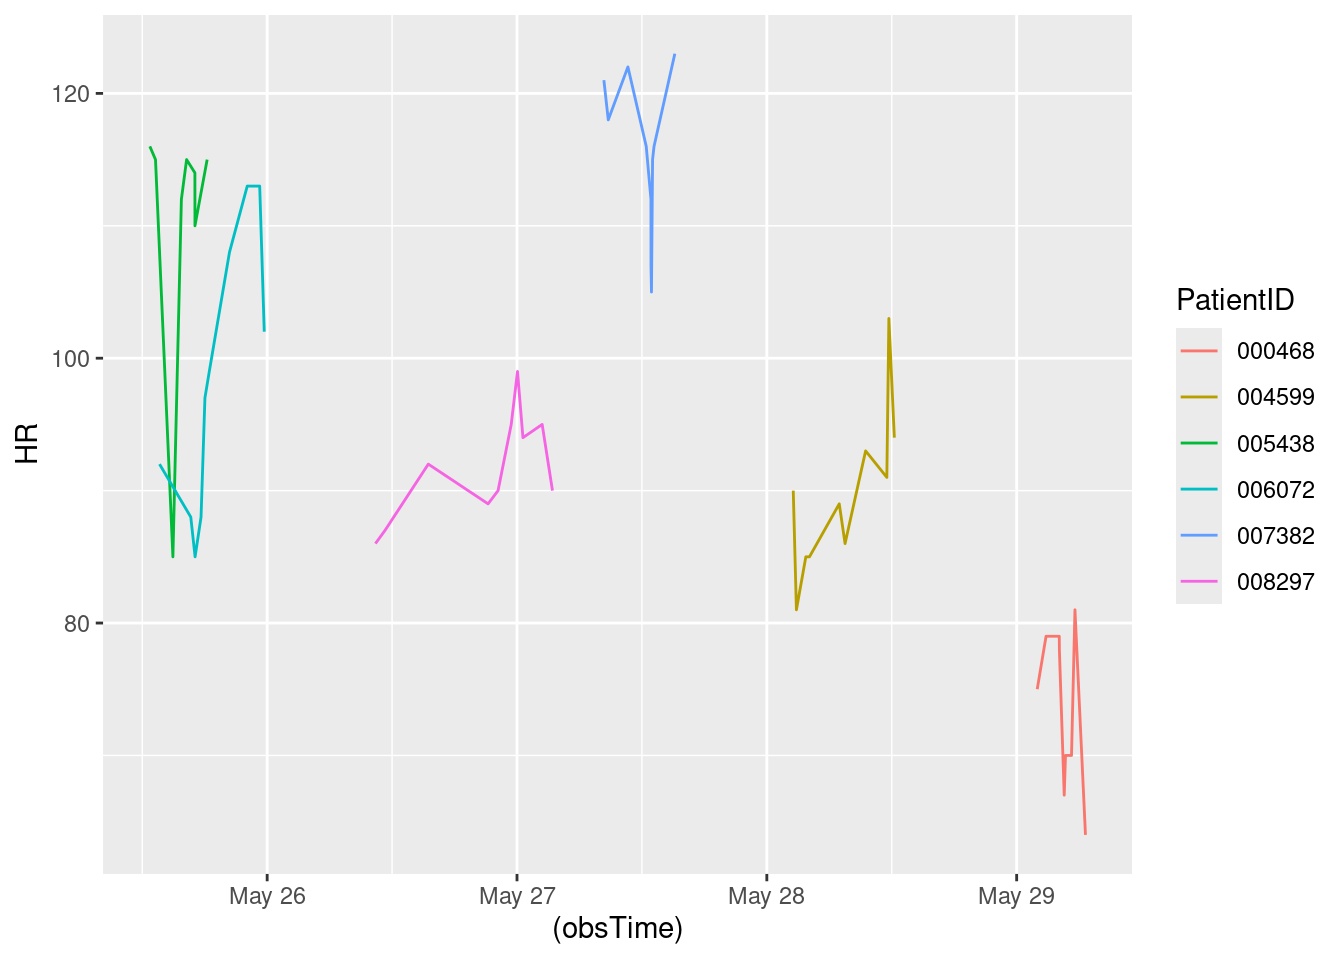 120
100
80
HR
May 26
May 27
May 28
May 29
(obsTime)
PatientID
000468
004599
005438
006072
007382
008297